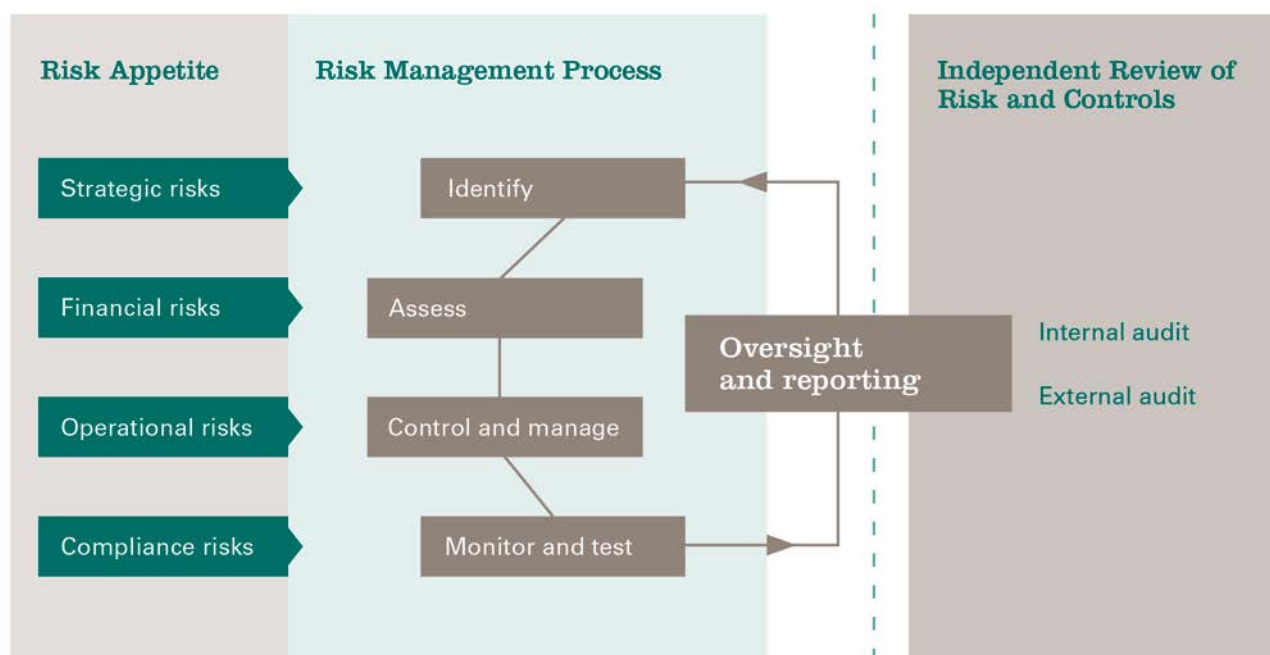 Risk Appetite
Risk Management Process
Independent Review of
Risk and Controls
Strategic risks
Identify
Financial risks
Assess
Oversight
and reporting
Internal audit
External audit
Operational risks
Control and manage
Compliance risks
Monitor and test